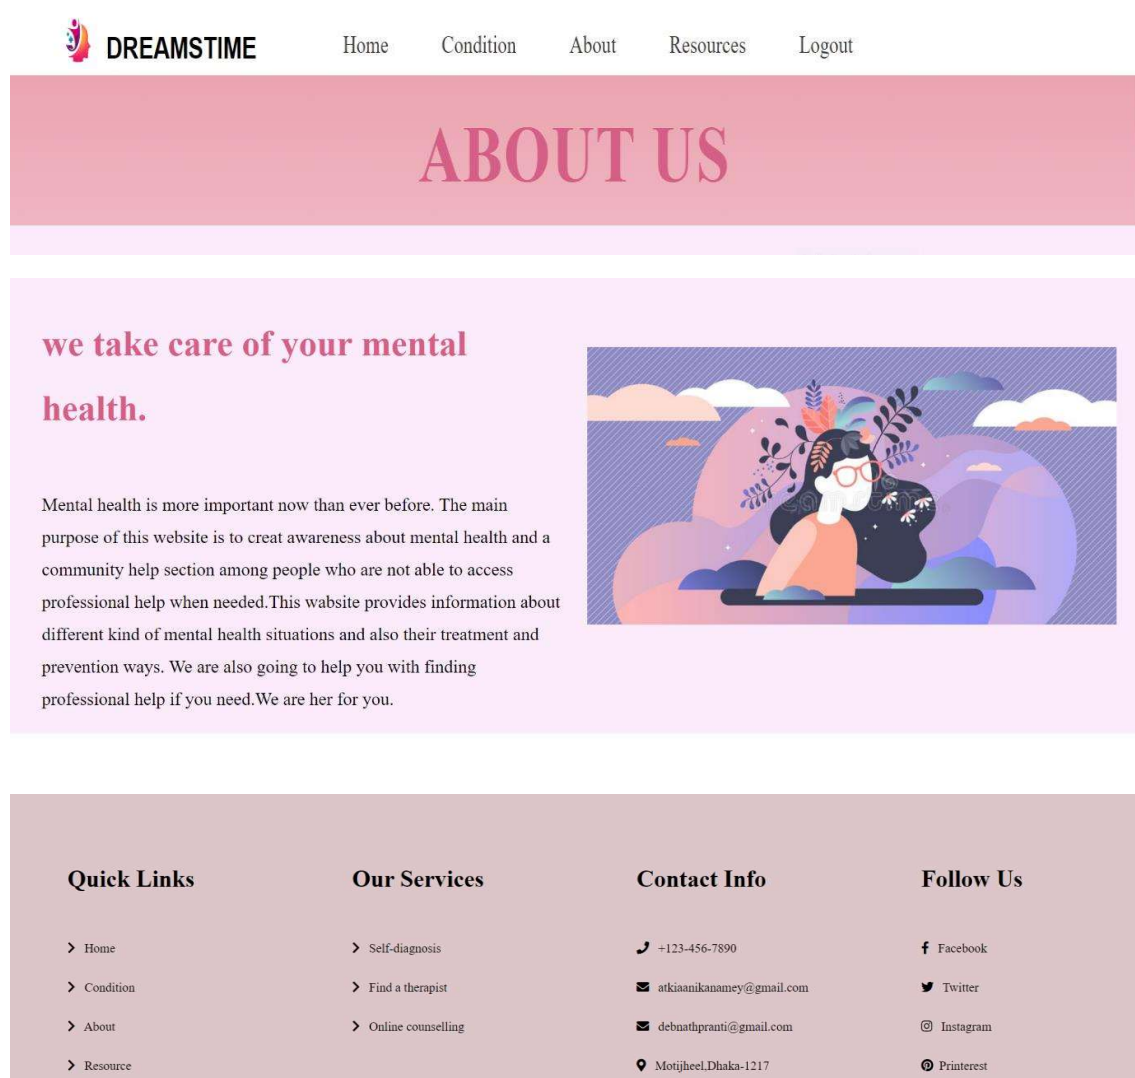 DREAMSTIME Home Condition About Resources Logout
ABOUT US
we take care of your mental
health.
Mental health is more important now than ever before. The main
purpose of this website is to creat awareness about mental health and a
community help section among people who are not able to access
professional help when needed.This wabsite provides information about
different kind of mental health situations and also their treatment and
prevention ways. We are also going to help you with finding
professional help if you need.We are her for you.
Quick Links
Home
Condition
About
Resource
Our Services
Self-diagnosis
Find a therapist
Online counselling
Contact Info
+123-456-7890
atkiaanikanamey@gmail.com
debnathpranti@gmail.com
Motijheel,Dhaka-1217
Follow Us
Facebook
Twitter
Instagram
Printerest